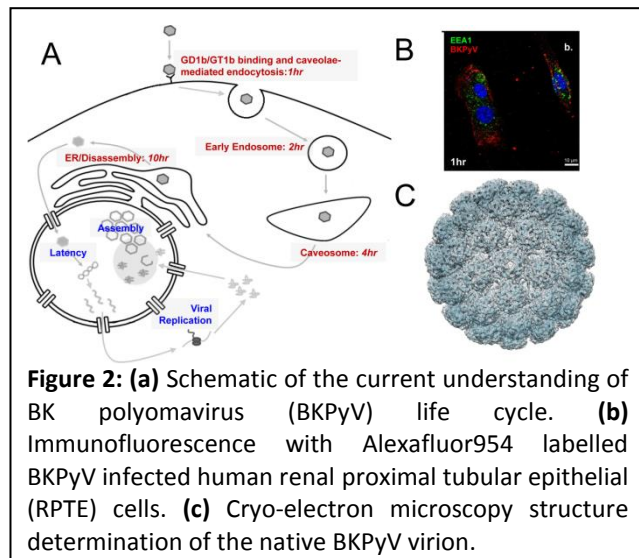 A
GD1b/GT1b binding and caveolae-
mediated endocytosis:1hr
Early Endosome: 2hr
ER/Disassembly: 10hr
Caveosome: 4hr
Assembly
Latency
Viral
Replication
B
EEA1
BKPyV
b.
1hr
10 µm
C
Figure 2: (a) Schematic of the current understanding of
BK polyomavirus (BKPyV) life cycle. (b)
Immunofluorescence with Alexafluor954 labelled
BKPyV infected human renal proximal tubular epithelial
(RPTE) cells. (c) Cryo-electron microscopy structure
determination of the native BKPyV virion.